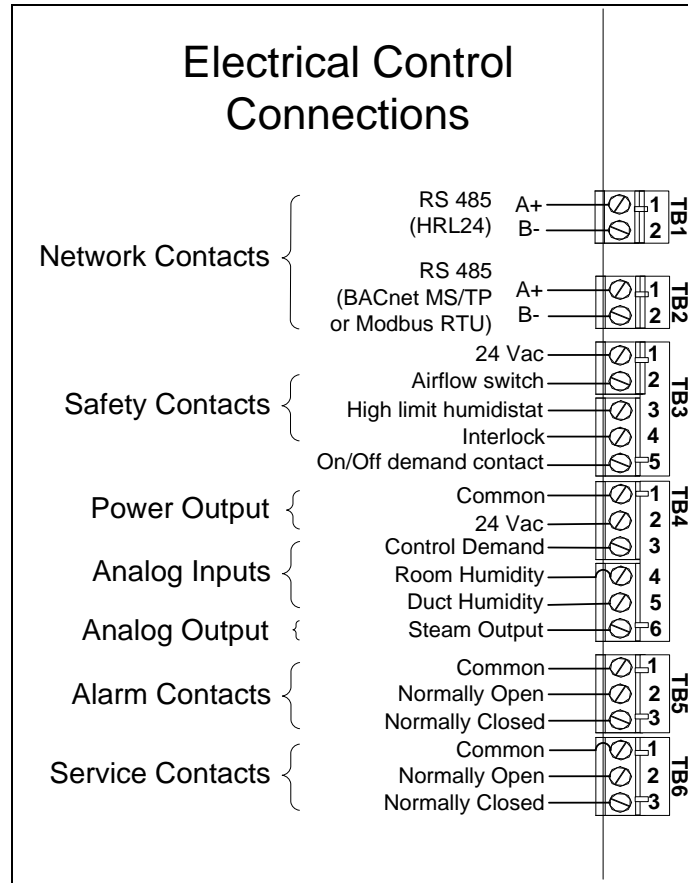 Electrical Control
Connections
Network Contacts
RS 485
(HRL24)
A+
B-
1
2
TB1
RS 485
(BACnet MS/TP
or Modbus RTU)
A+
B-
1
2
TB2
Safety Contacts
24 Vac
1
Airflow switch
2
High limit humidistat
3
Interlock
4
On/Off demand contact
5
TB3
Power Output
Common
1
24 Vac
2
Analog Inputs
Control Demand
3
Room Humidity
4
Duct Humidity
5
Analog Output
Steam Output
6
TB4
Alarm Contacts
Common
1
Normally Open
2
Normally Closed
3
TB5
Service Contacts
Common
1
Normally Open
2
Normally Closed
3
TB6